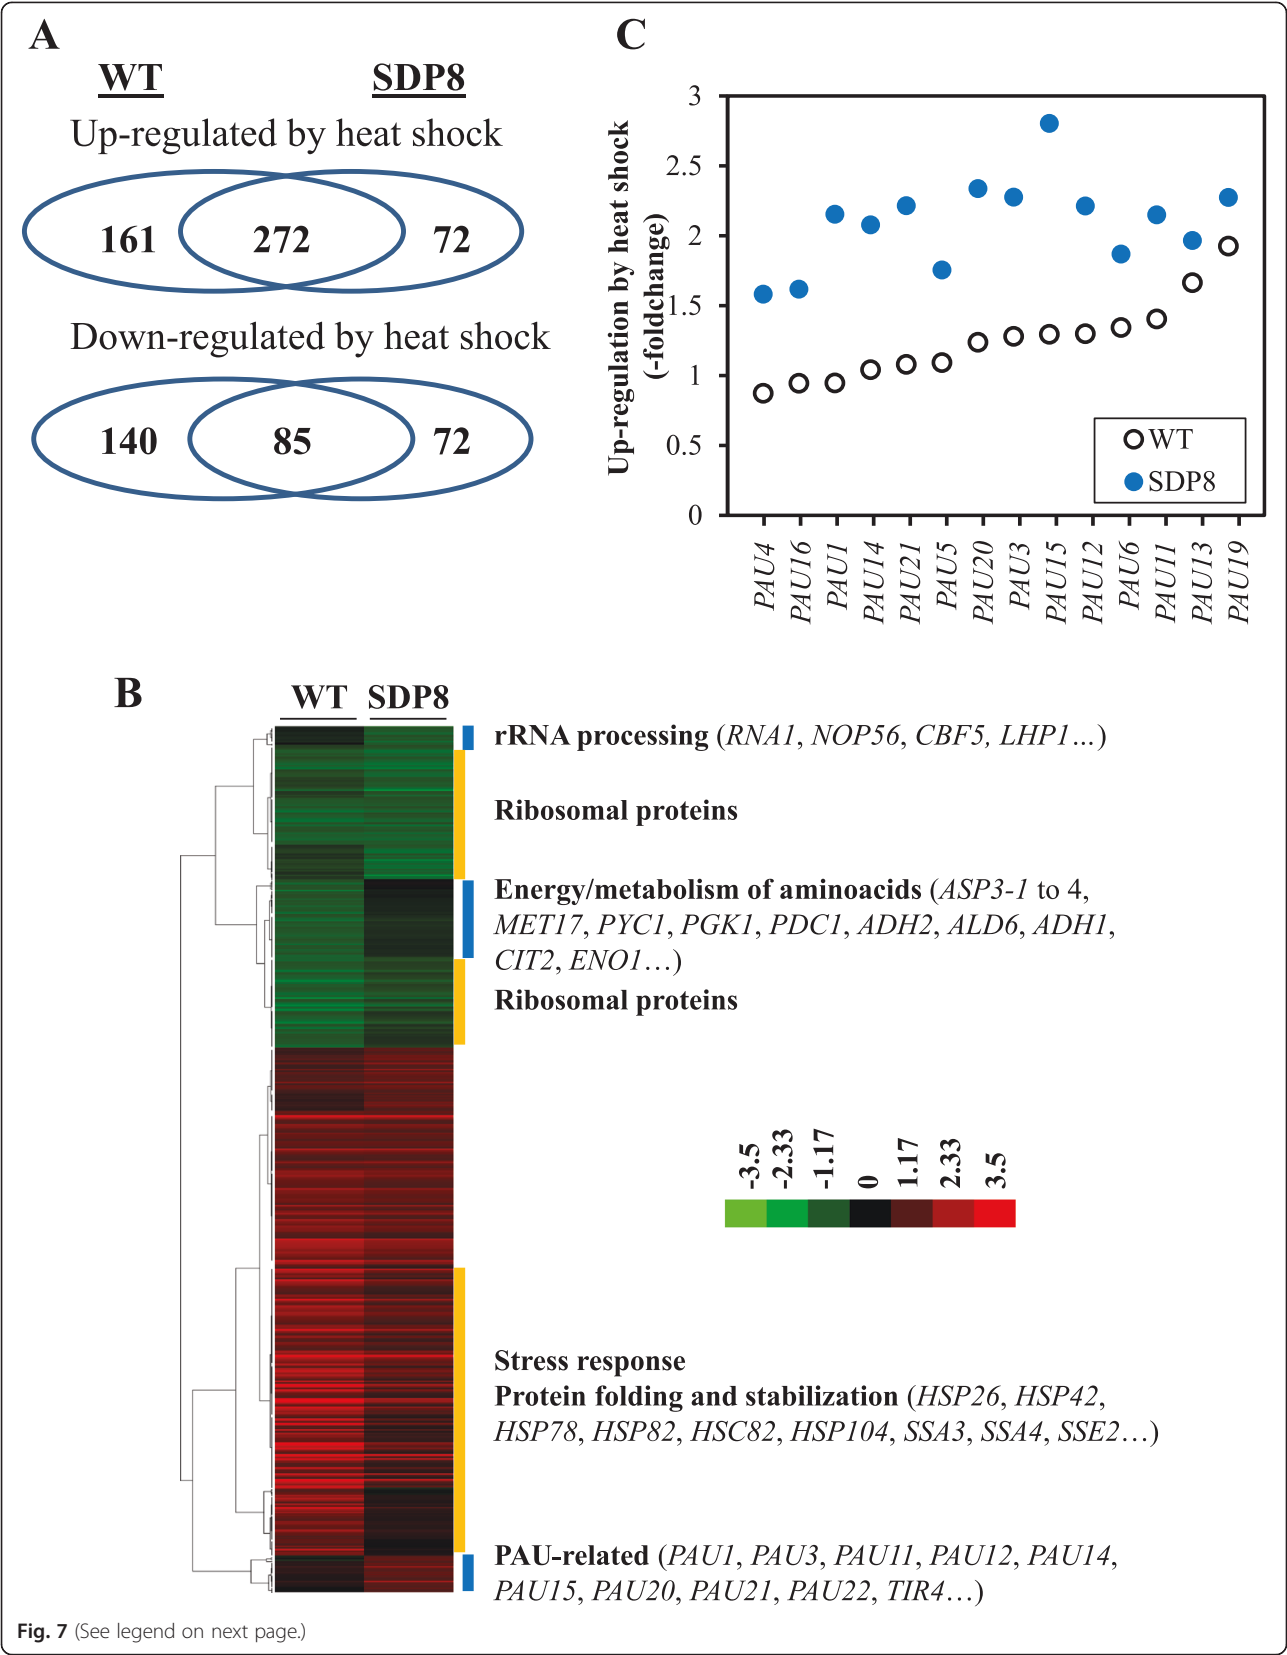 A
WT SDP8
Up-regulated by heat shock
161 272 72
Down-regulated by heat shock
140 85 72
C
Up-regulation by heat shock
(-foldchange)
3
2.5
2
1.5
1
0.5
0
WT
SDP8
PAU4 PAU16 PAU1 PAU14 PAU21 PAU5 PAU20 PAU3 PAU15 PAU12 PAU6 PAU11 PAU13 PAU19
B
WT SDP8
rRNA processing (RNA1, NOP56, CBF5, LHP1...)
Ribosomal proteins
Energy/metabolism of aminoacids (ASP3-1 to 4,
MET17, PYC1, PGK1, PDC1, ADH2, ALD6, ADH1,
CIT2, ENO1...)
Ribosomal proteins
-3.5 -2.33 -1.17 0 1.17 2.33 3.5
Stress response
Protein folding and stabilization (HSP26, HSP42,
HSP78, HSP82, HSC82, HSP104, SSA3, SSA4, SSE2...)
PAU-related (PAU1, PAU3, PAU11, PAU12, PAU14,
PAU15, PAU20, PAU21, PAU22, TIR4...)
Fig. 7 (See legend on next page.)